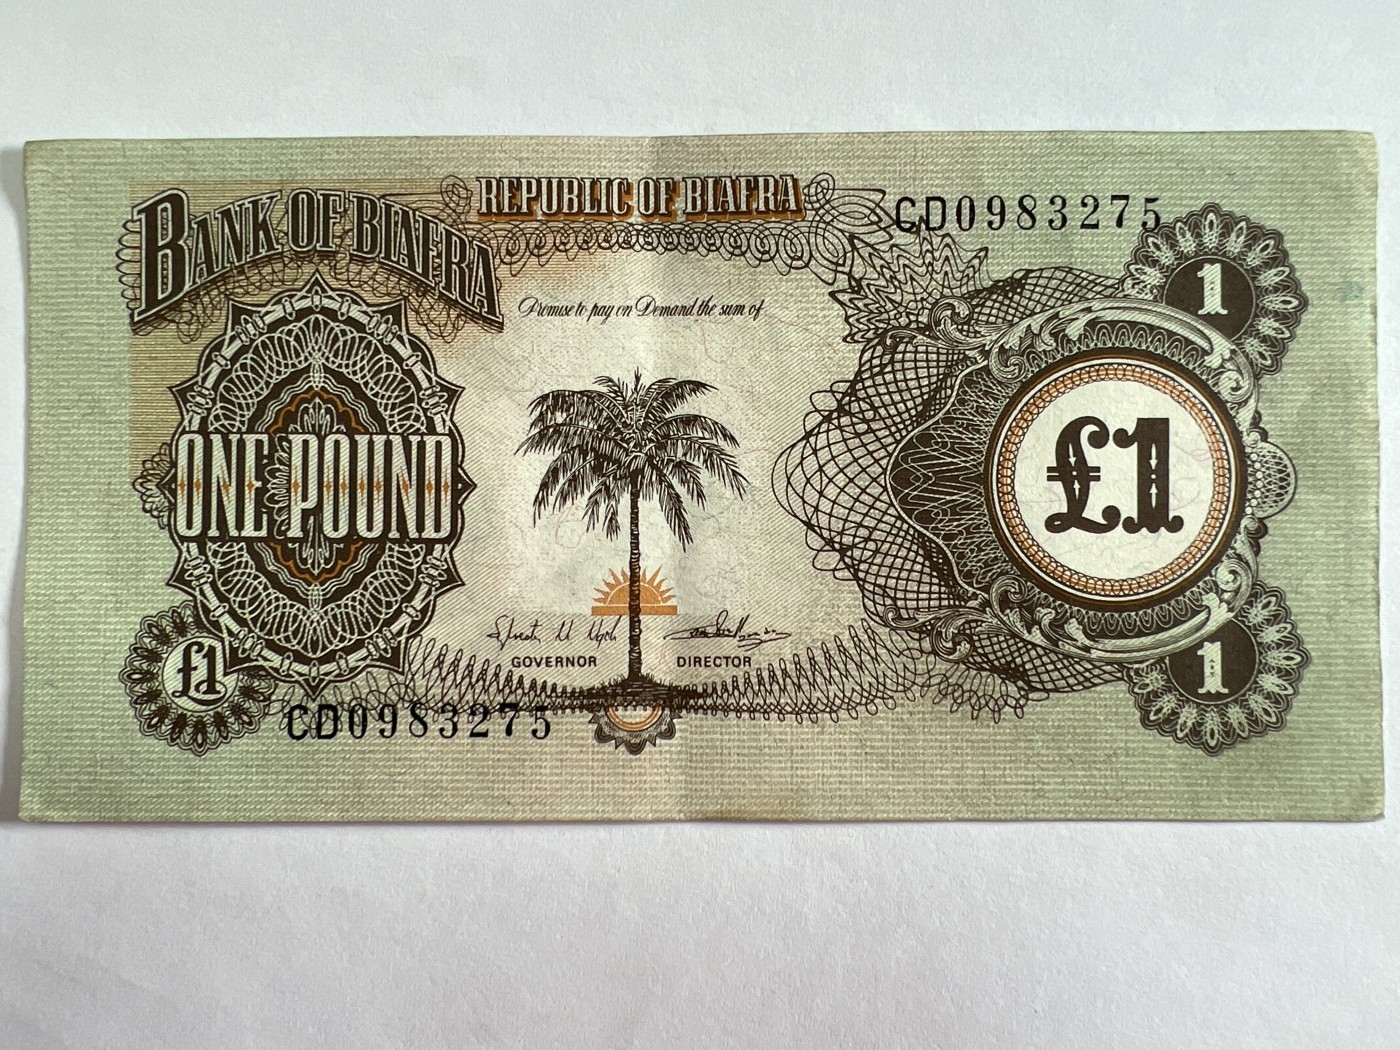 REPUBLIC OF BIAFRA
BANK OF BIAFRA
CD0983275
1
Promise to pay on Demand the sum of
ONE POUND
£1
GOVERNOR
DIRECTOR
£1
1
CD0983275